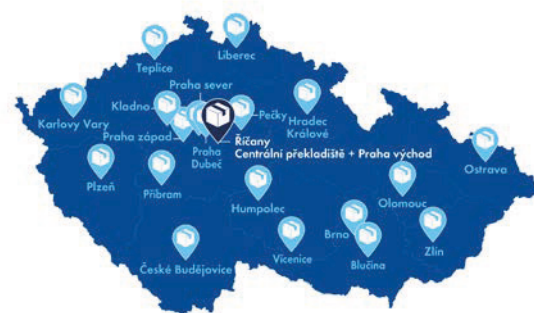 Liberec
Teplice
Praha sever
Kladno
Pečky
Hradec
Králové
Karlovy Vary
Praha západ
Praha
Dubeč
Říčany
Centrální překladiště + Praha východ
Ostrava
Plzeň
Příbram
Humpolec
Olomouc
Brno
Zlín
České Budějovice
Vícenice
Blučina